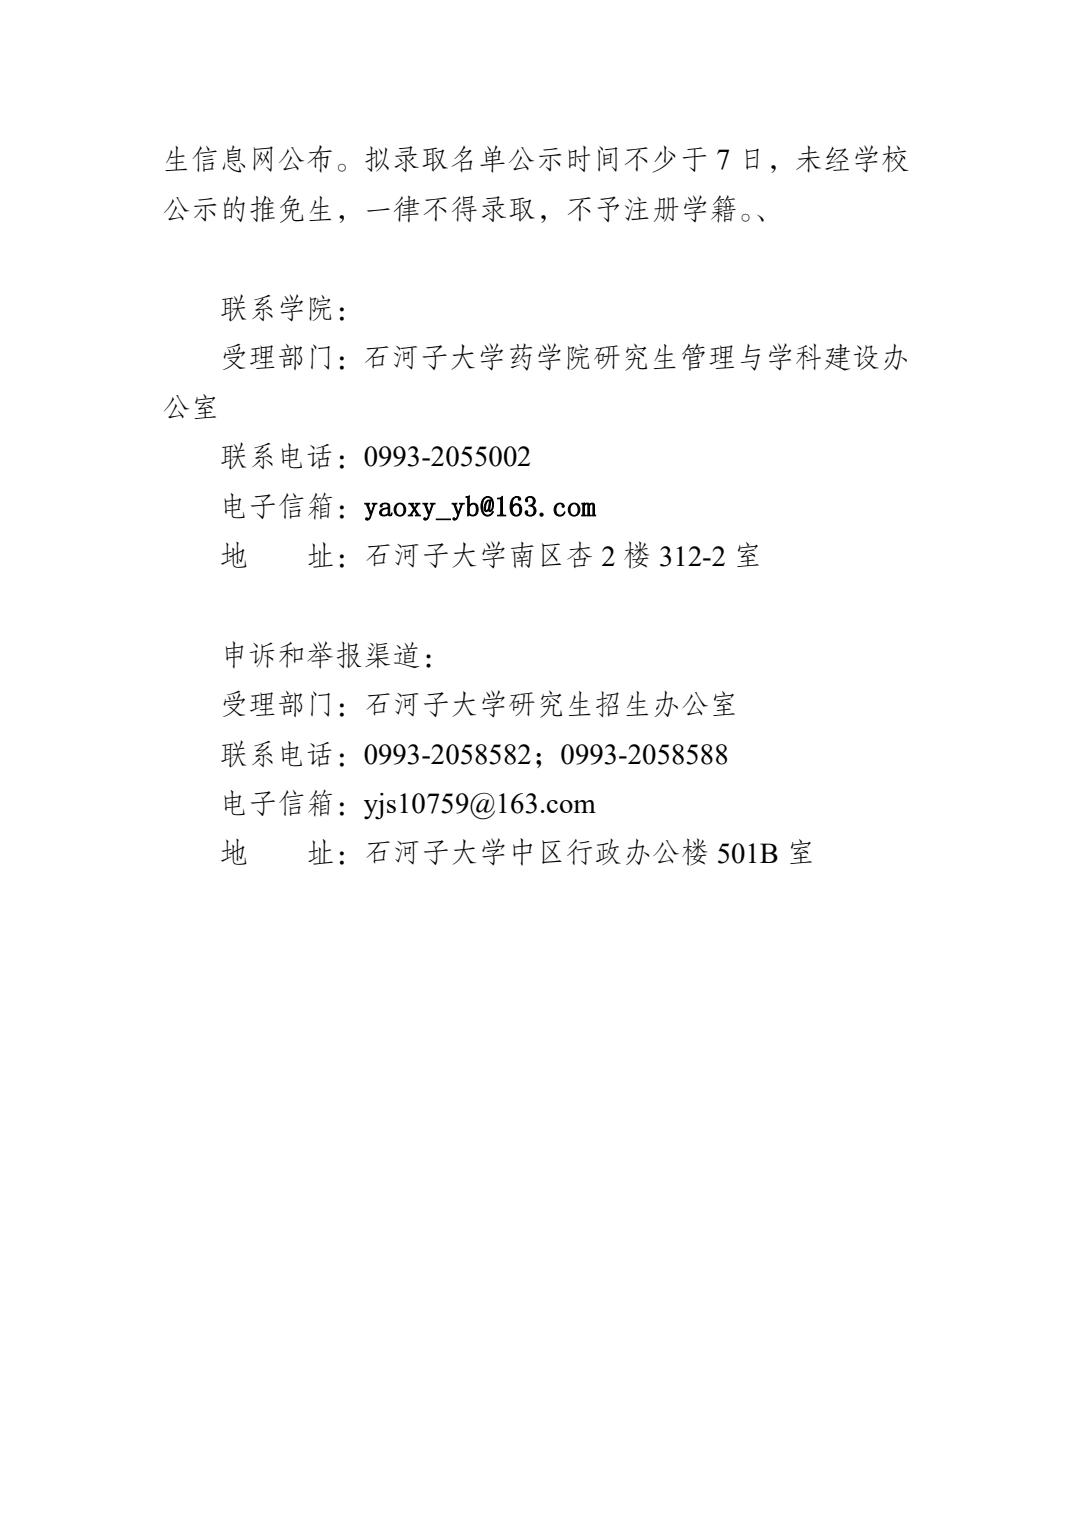 生信息网公布。拟录取名单公示时间不少于 7 日，未经学校
公示的推免生，一律不得录取，不予注册学籍。、
联系学院：
受理部门：石河子大学药学院研究生管理与学科建设办
公室
联系电话：0993-2055002
电子信箱：yaoxy_yb@163.com
地　　址：石河子大学南区杏 2 楼 312-2 室
申诉和举报渠道：
受理部门：石河子大学研究生招生办公室
联系电话：0993-2058582；0993-2058588
电子信箱：yjs10759@163.com
地　　址：石河子大学中区行政办公楼 501B 室